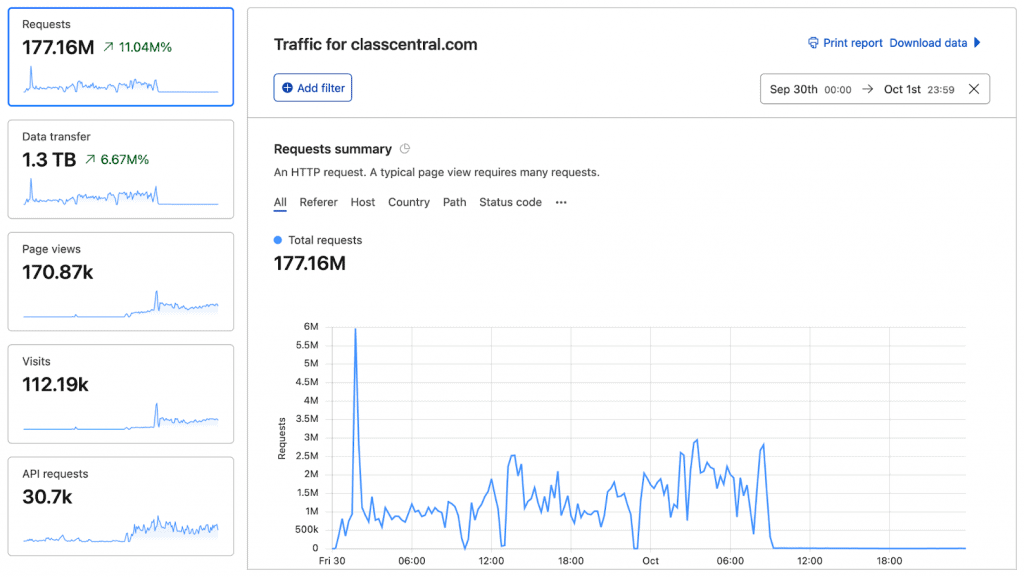 Requests
177.16M 11.04M%
Data transfer
1.3 TB 6.67M%
Page views
170.87k
Visits
112.19k
API requests
30.7k
Traffic for classcentral.com
Print report Download data
Add filter
Sep 30th 00:00 → Oct 1st 23:59
Requests summary
An HTTP request. A typical page view requires many requests.
All Referer Host Country Path Status code ···
Total requests
177.16M
Requests
6M
5.5M
5M
4.5M
4M
3.5M
3M
2.5M
2M
1.5M
1M
500k
0
Fri 30 06:00 12:00 18:00 Oct 06:00 12:00 18:00